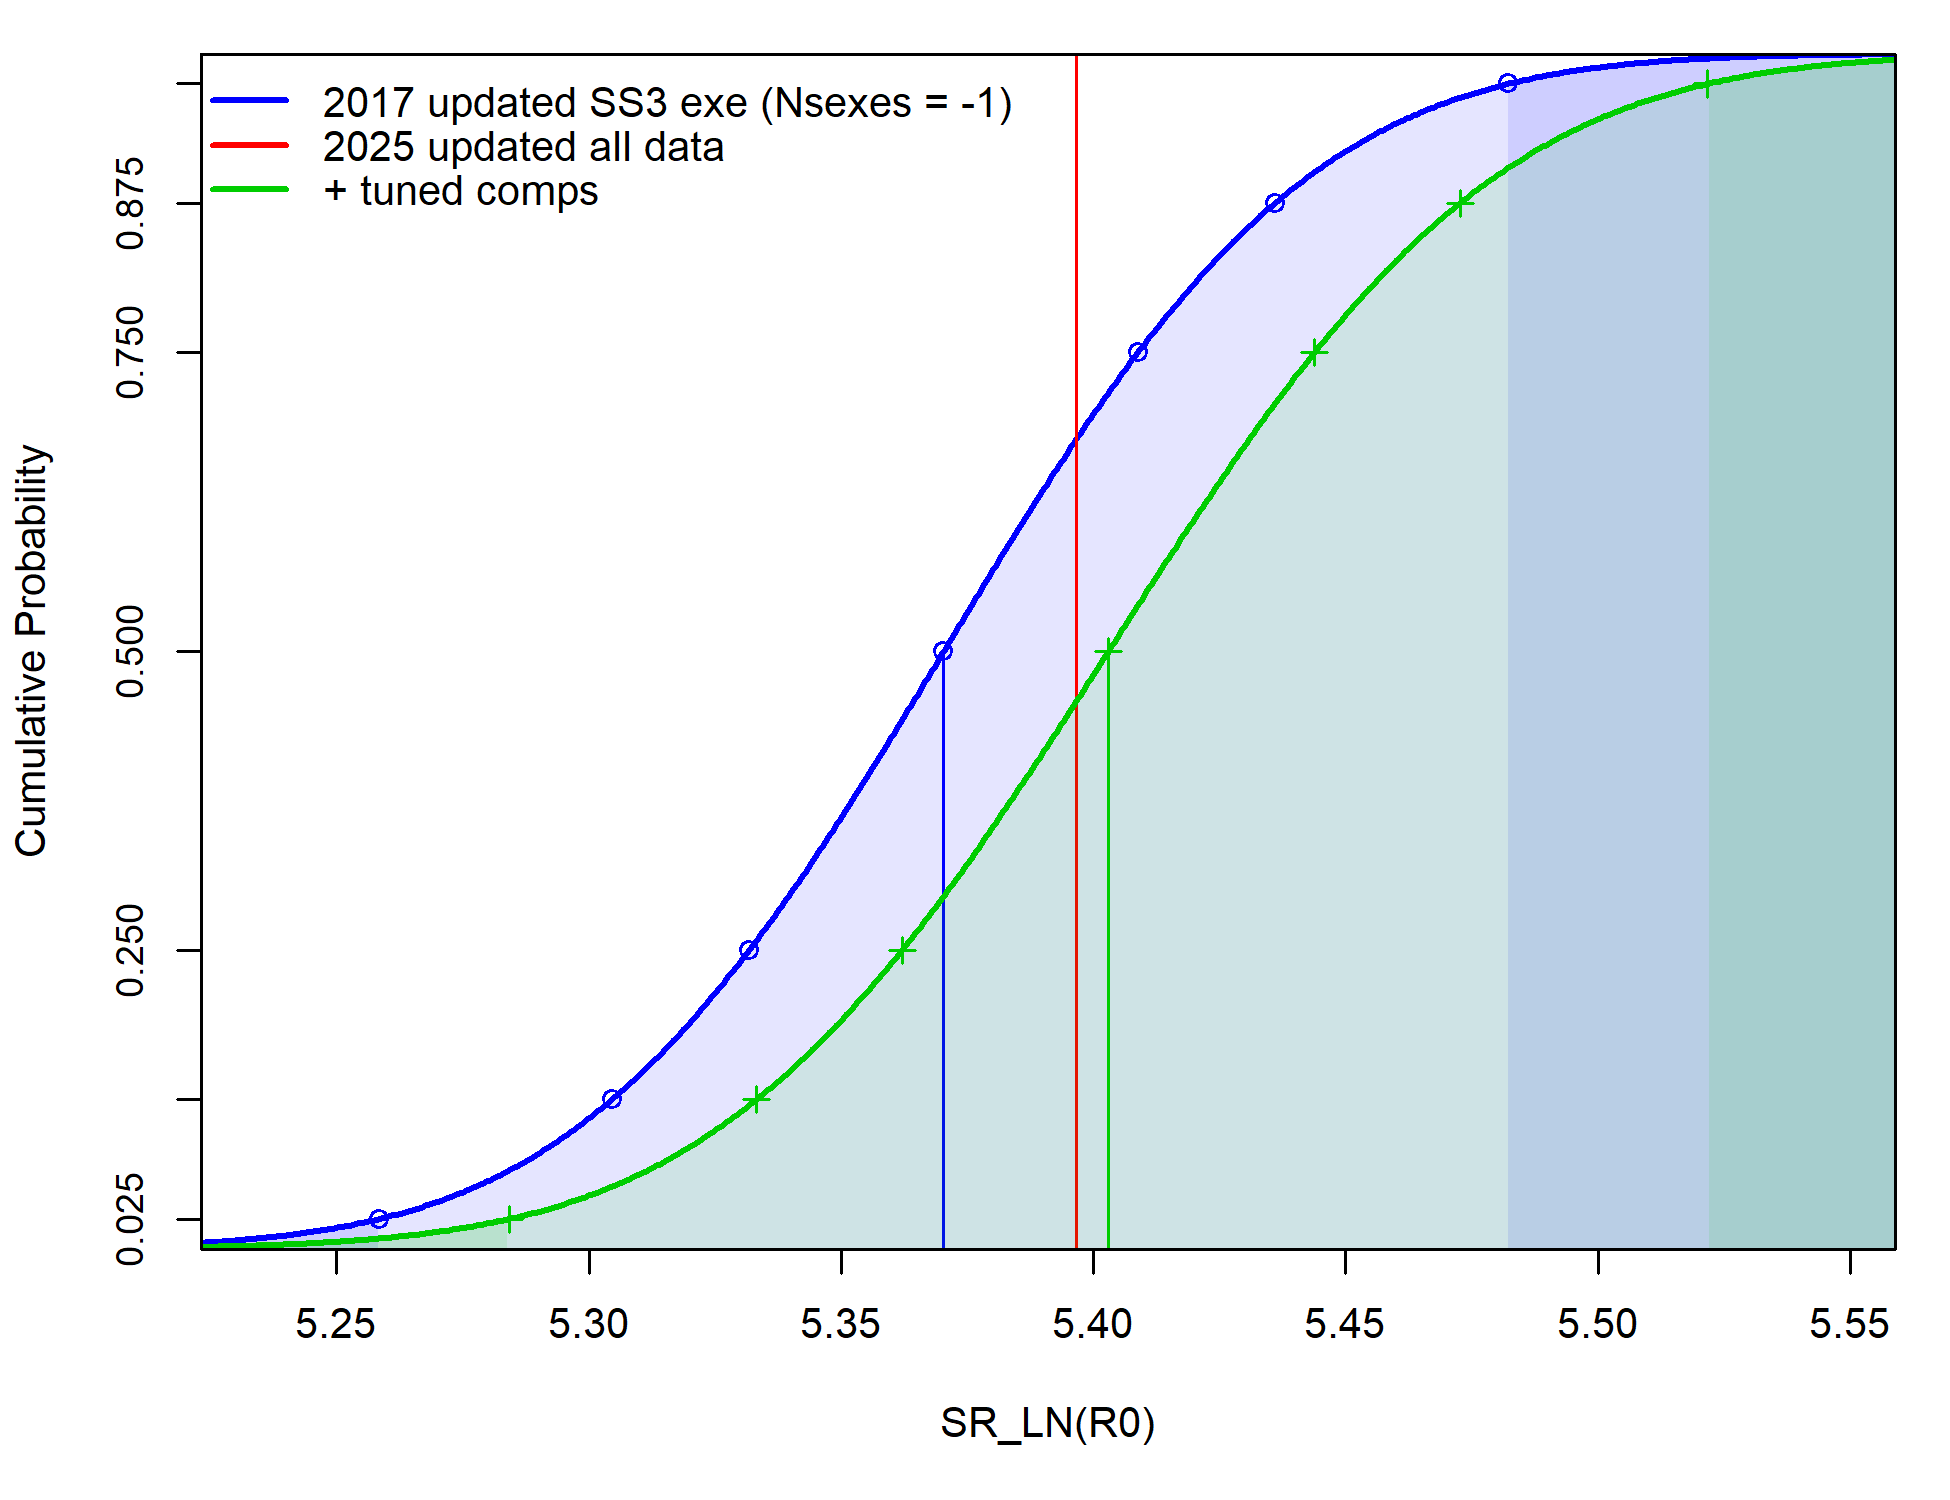 2017 updated SS3 exe (Nsexes = -1)
2025 updated all data
+ tuned comps
Cumulative Probability
0.875
0.750
0.500
0.250
0.025
5.25 5.30 5.35 5.40 5.45 5.50 5.55
SR_LN(R0)